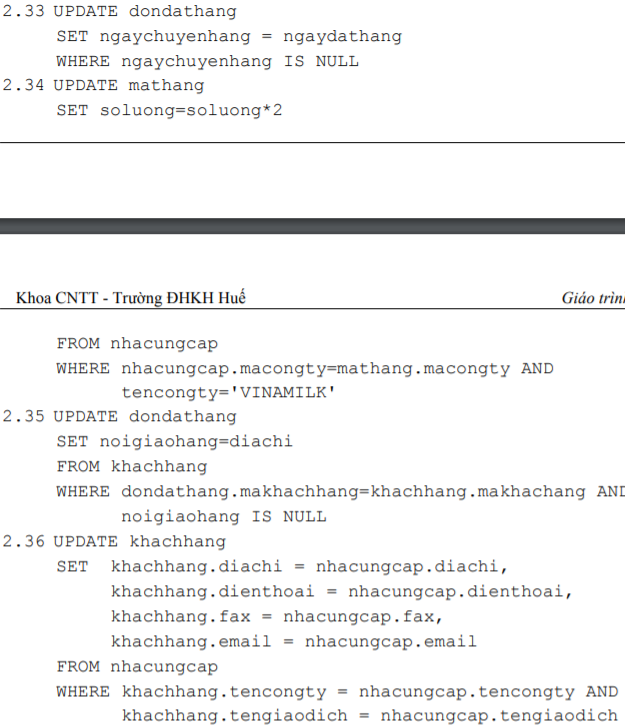 2.33 UPDATE dondathang
SET ngaychuyenhang = ngaydathang
WHERE ngaychuyenhang IS NULL
2.34 UPDATE mathang
SET soluong=soluong*2
Khoa CNTT - Trường ĐHKH Huế Giáo trình
FROM nhacungcap
WHERE nhacungcap.macongty=mathang.macongty AND
tencongty='VINAMILK'
2.35 UPDATE dondathang
SET noigiaohang=diachi
FROM khachhang
WHERE dondathang.makhachhang=khachhang.makhachang AND
noigiaohang IS NULL
2.36 UPDATE khachhang
SET khachhang.diachi = nhacungcap.diachi,
khachhang.dienthoai = nhacungcap.dienthoai,
khachhang.fax = nhacungcap.fax,
khachhang.email = nhacungcap.email
FROM nhacungcap
WHERE khachhang.tencongty = nhacungcap.tencongty AND
khachhang.tengiaodich = nhacungcap.tengiaodich